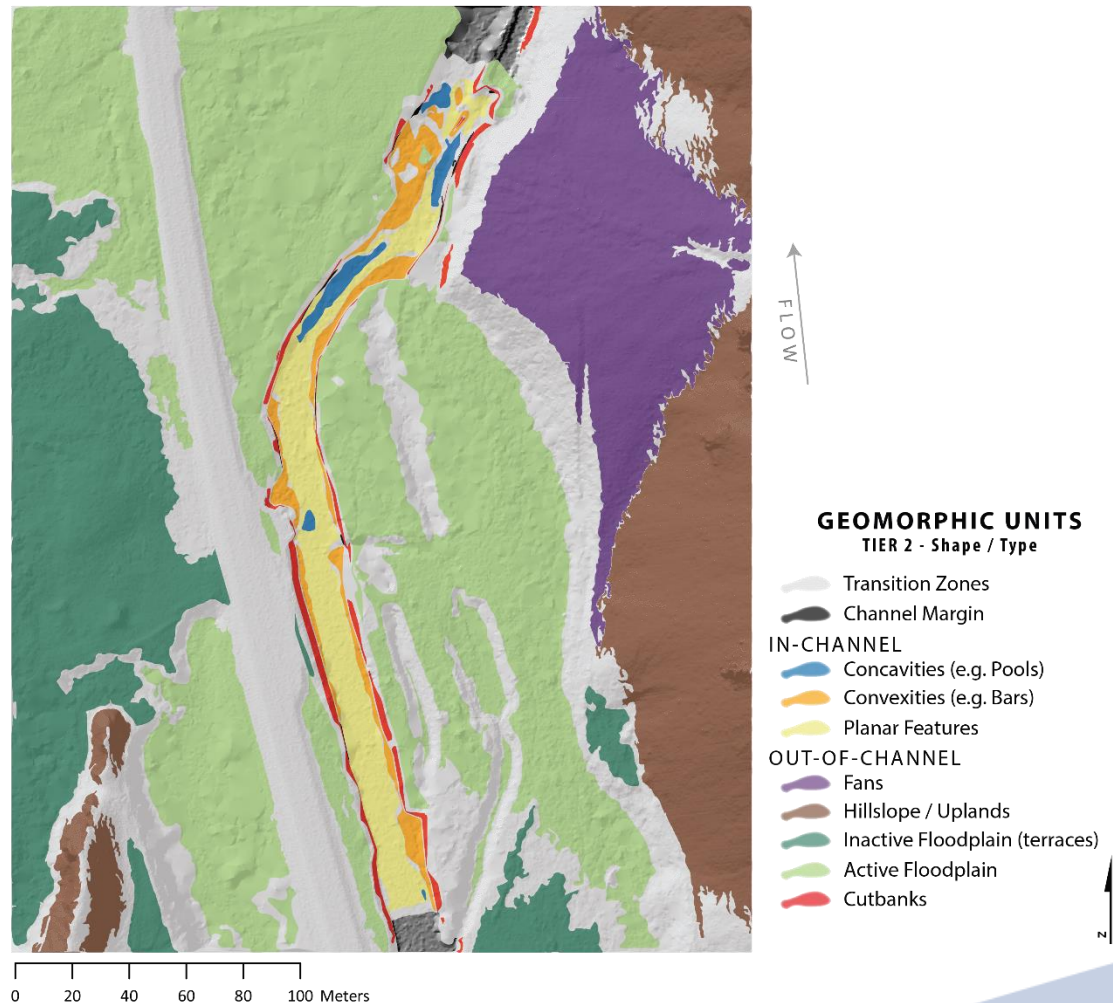 FLOW
GEOMORPHIC UNITS
TIER 2 - Shape / Type
Transition Zones
Channel Margin
IN-CHANNEL
Concavities (e.g. Pools)
Convexities (e.g. Bars)
Planar Features
OUT-OF-CHANNEL
Fans
Hillslope / Uplands
Inactive Floodplain (terraces)
Active Floodplain
Cutbanks
N
0 20 40 60 80 100 Meters